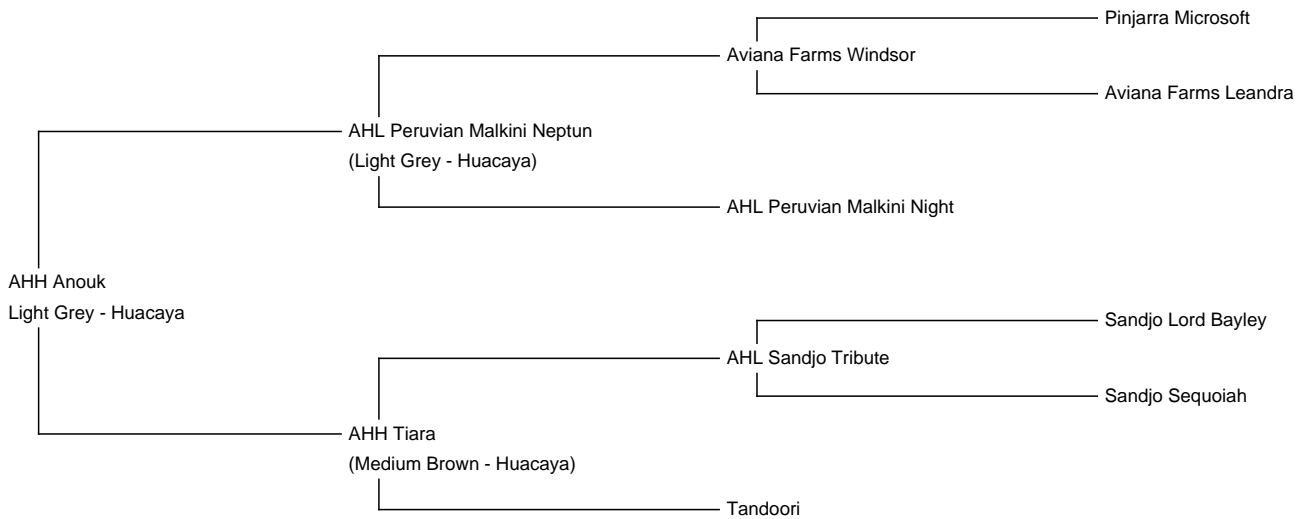 Pinjarra Microsoft
Aviana Farms Windsor
Aviana Farms Leandra
AHL Peruvian Malkini Neptun
(Light Grey - Huacaya)
AHL Peruvian Malkini Night
AHH Anouk
Light Grey - Huacaya
Sandjo Lord Bayley
AHL Sandjo Tribute
Sandjo Sequoiah
AHH Tiara
(Medium Brown - Huacaya)
Tandoori